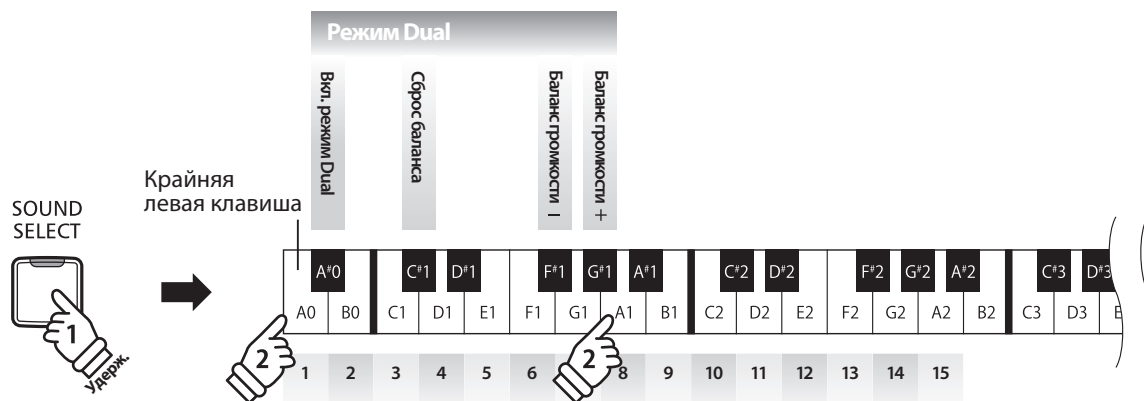 Режим Dual
Вкл. режим Dual
Сброс баланса
Баланс громкости –
Баланс громкости +
Крайняя
левая клавиша
SOUND
SELECT
A#0 C#1 D#1 F#1 G#1 A#1 C#2 D#2 F#2 G#2 A#2 C#3 D#3
A0 B0 C1 D1 E1 F1 G1 A1 B1 C2 D2 E2 F2 G2 A2 B2 C3 D3
1
Удерж.
2 2
1 2 3 4 5 6 8 9 10 11 12 13 14 15